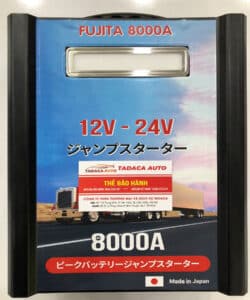 FUJITA 8000A
12V - 24V
ジャンプスターター
TADACA AUTO
THẺ BẢO HÀNH
8000A
ピークバッテリージャンプスターター
Made in Japan